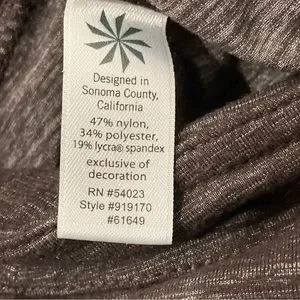 Designed in
Sonoma County,
California
47% nylon,
34% polyester,
19% lycra® spandex
exclusive of
decoration
RN #54023
Style #919170
#61649